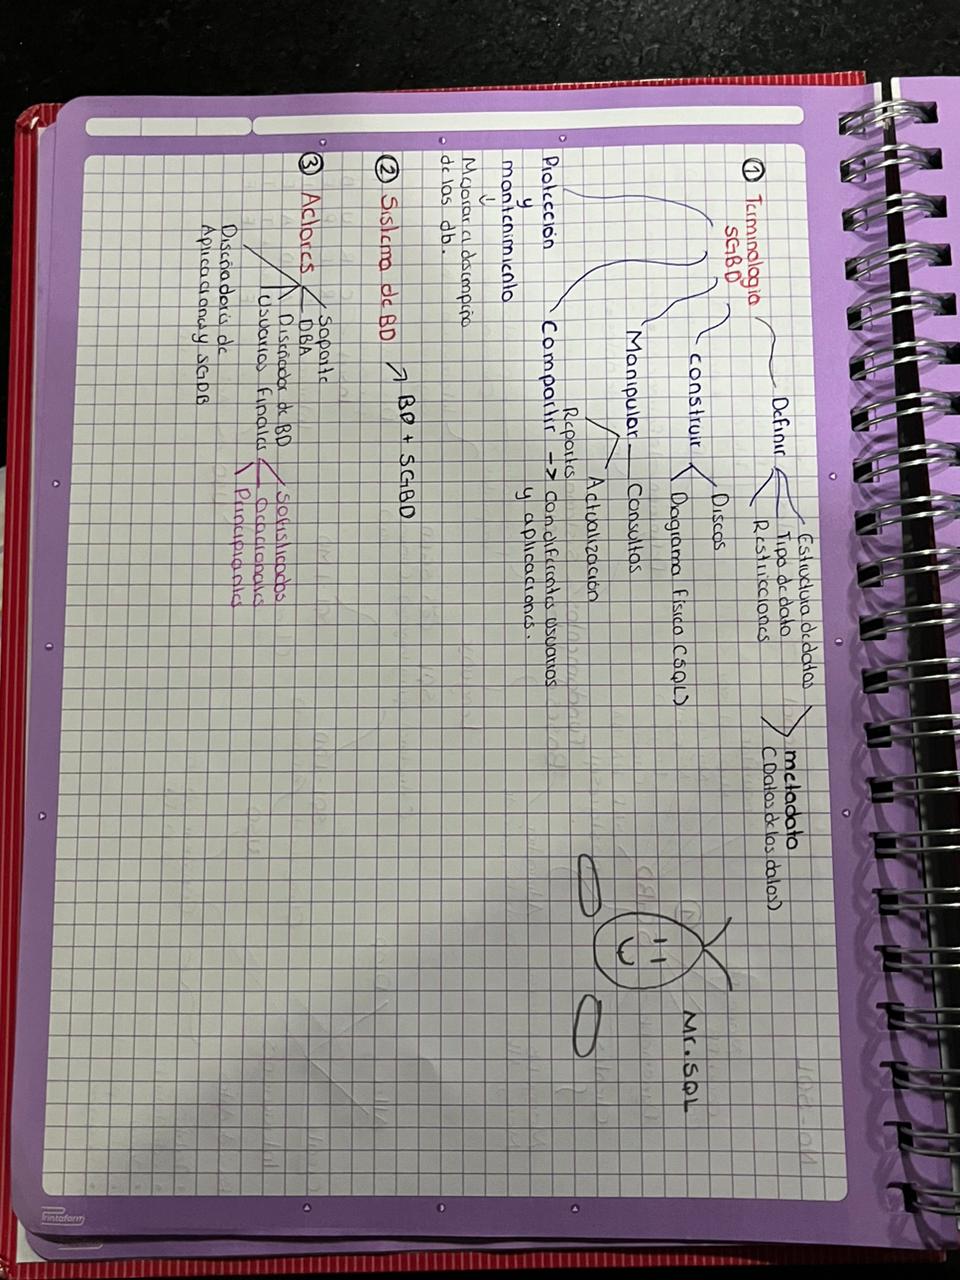 ① Terminologia
SGBD
Definir
Estructura de datos
Tipo de dato
Restricciones
metadato
(Datos de los datos)
construir
Discos
Diagrama Físico (SQL)
Manipular
Consultas
Actualización
Reportes
Compartir -> con diferentes usuarios
y aplicaciones.
Protección
y
mantenimiento
↓
Mejorar el desempeño
de las db.
② Sistema de BD → BD + SGBD
③ Actores
Soporte
DBA
Diseñador de BD
Usuarios Finales
Sofisticados
Ocacionales
Principiantes
Diseñadores de
Aplicaciones y SGDB
Mr. SQL
Printaform